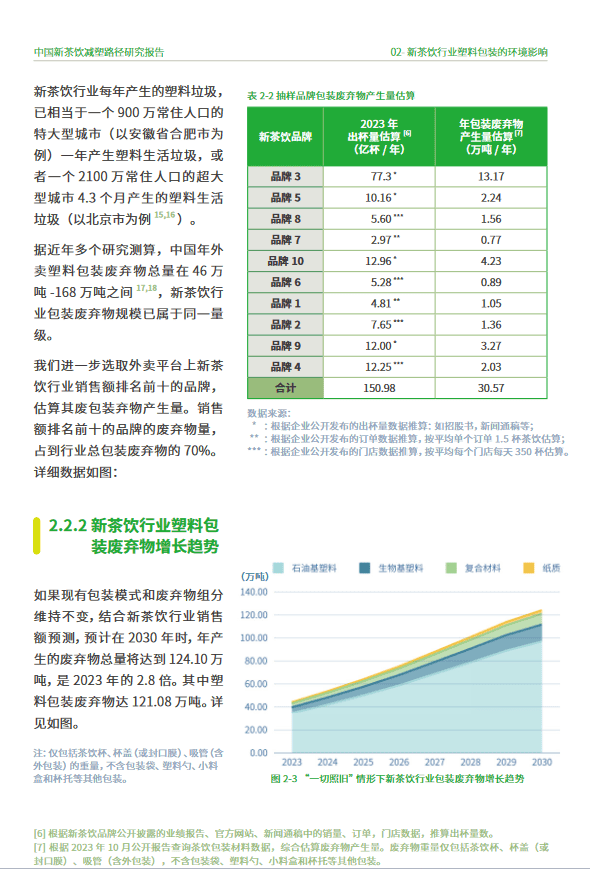 中国新茶饮减塑路径研究报告
02 新茶饮行业塑料包装的环境影响
新茶饮行业每年产生的塑料垃圾，
已相当于一个 900 万常住人口的
特大型城市（以安徽省合肥市为
例）一年产生塑料生活垃圾，或
者一个 2100 万常住人口的超大
型城市 4.3 个月产生的塑料生活
垃圾（以北京市为例 15,16 ）。
据近年多个研究测算，中国年外
卖塑料包装废弃物总量在 46 万
吨 -168 万吨之间 17,18，新茶饮行
业包装废弃物规模已属于同一量
级。
我们进一步选取外卖平台上新茶
饮行业销售额排名前十的品牌，
估算其废包装弃物产生量。销售
额排名前十的品牌的废弃物量，
占到行业总包装废弃物的 70%。
详细数据如图：
表 2-2 抽样品牌包装废弃物产生量估算
新茶饮品牌 2023 年出杯量估算 [6]（亿杯 / 年） 年包装废弃物产生量估算 [7]（万吨 / 年）
品牌 3 77.3 * 13.17
品牌 5 10.16 * 2.24
品牌 8 5.60 *** 1.56
品牌 7 2.97 ** 0.77
品牌 10 12.96 * 4.23
品牌 6 5.28 *** 0.89
品牌 1 4.81 ** 1.05
品牌 2 7.65 *** 1.36
品牌 9 12.00 * 3.27
品牌 4 12.25 *** 2.03
合计 150.98 30.57
数据来源：
* ：根据企业公开发布的出杯量数据推算：如招股书，新闻通稿等；
** ：根据企业公开发布的订单数据推算，按平均单个订单 1.5 杯茶饮估算；
*** ：根据企业公开发布的门店数据推算，按平均每个门店每天 350 杯估算。
2.2.2 新茶饮行业塑料包
装废弃物增长趋势
如果现有包装模式和废弃物组分
维持不变，结合新茶饮行业销售
额预测，预计在 2030 年时，年产
生的废弃物总量将达到 124.10 万
吨，是 2023 年的 2.8 倍。其中塑
料包装废弃物达 121.08 万吨。详
见如图。
注：仅包括茶饮杯、杯盖（或封口膜）、吸管（含
外包装）的重量，不含包装袋、塑料勺、小料
盒和杯托等其他包装。
石油基塑料 生物基塑料 复合材料 纸质
（万吨）
140.00
120.00
100.00
80.00
60.00
40.00
20.00
0.00
2023 2024 2025 2026 2027 2028 2029 2030
图 2-3 “一切照旧”情形下新茶饮行业包装废弃物增长趋势
[6] 根据新茶饮品牌公开披露的业绩报告、官方网站、新闻通稿中的销量、订单，门店数据，推算出杯量数。
[7] 根据 2023 年 10 月公开报告查询茶饮包装材料数据，综合估算废弃物产生量。废弃物重量仅包括茶饮杯、杯盖（或
封口膜）、吸管（含外包装），不含包装袋、塑料勺、小料盒和杯托等其他包装。